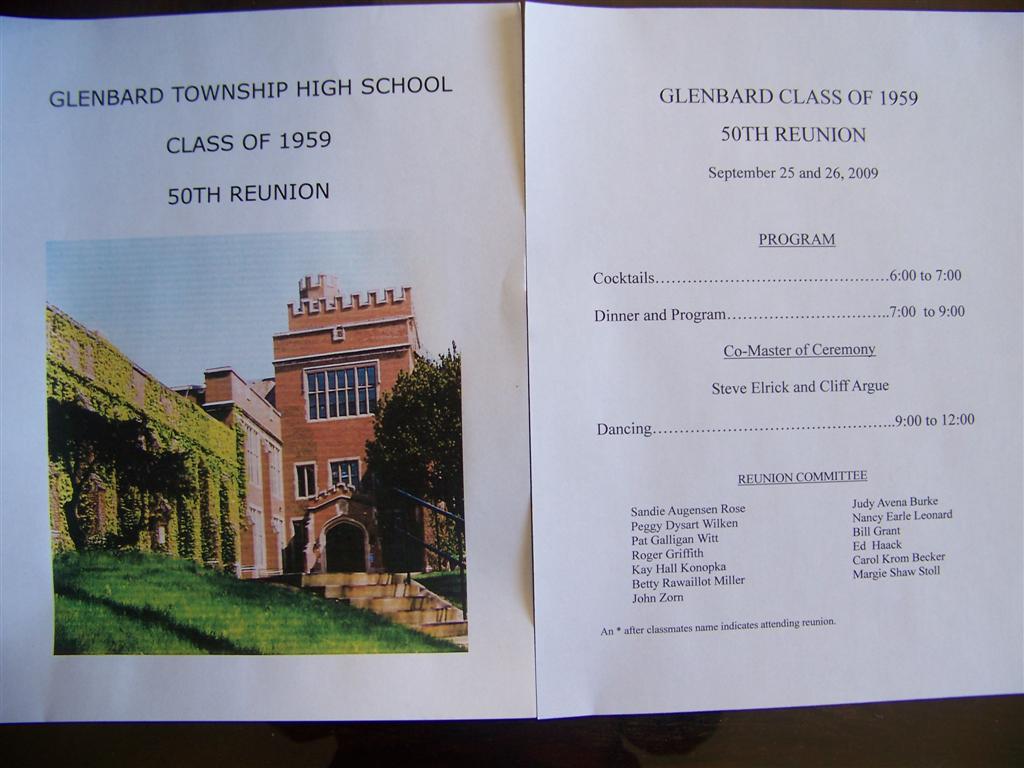 GLENBARD TOWNSHIP HIGH SCHOOL
CLASS OF 1959
50TH REUNION
GLENBARD CLASS OF 1959
50TH REUNION
September 25 and 26, 2009
PROGRAM
Cocktails…………………………………6:00 to 7:00
Dinner and Program………………………..7:00 to 9:00
Co-Master of Ceremony
Steve Elrick and Cliff Argue
Dancing…………………………………..9:00 to 12:00
REUNION COMMITTEE
Sandie Augensen Rose
Peggy Dysart Wilken
Pat Galligan Witt
Roger Griffith
Kay Hall Konopka
Betty Rawaillot Miller
John Zorn
Judy Avena Burke
Nancy Earle Leonard
Bill Grant
Ed Haack
Carol Krom Becker
Margie Shaw Stoll
An * after classmates name indicates attending reunion.